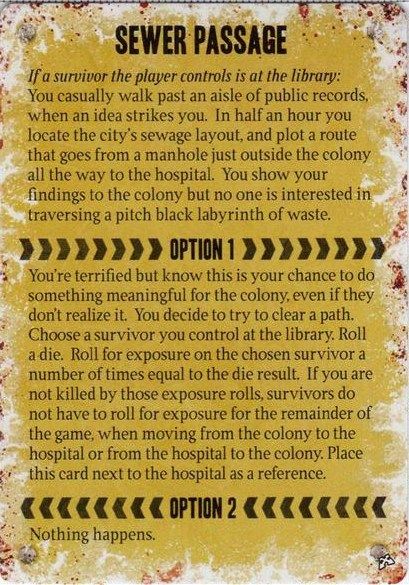 SEWER PASSAGE
If a survivor the player controls is at the library:
You casually walk past an aisle of public records,
when an idea strikes you. In half an hour you
locate the city's sewage layout, and plot a route
that goes from a manhole just outside the colony
all the way to the hospital. You show your
findings to the colony but no one is interested in
traversing a pitch black labyrinth of waste.
OPTION 1
You're terrified but know this is your chance to do
something meaningful for the colony, even if they
don't realize it. You decide to try to clear a path.
Choose a survivor you control at the library. Roll
a die. Roll for exposure on the chosen survivor a
number of times equal to the die result. If you are
not killed by those exposure rolls, survivors do
not have to roll for exposure for the remainder of
the game, when moving from the colony to the
hospital or from the hospital to the colony. Place
this card next to the hospital as a reference.
OPTION 2
Nothing happens.